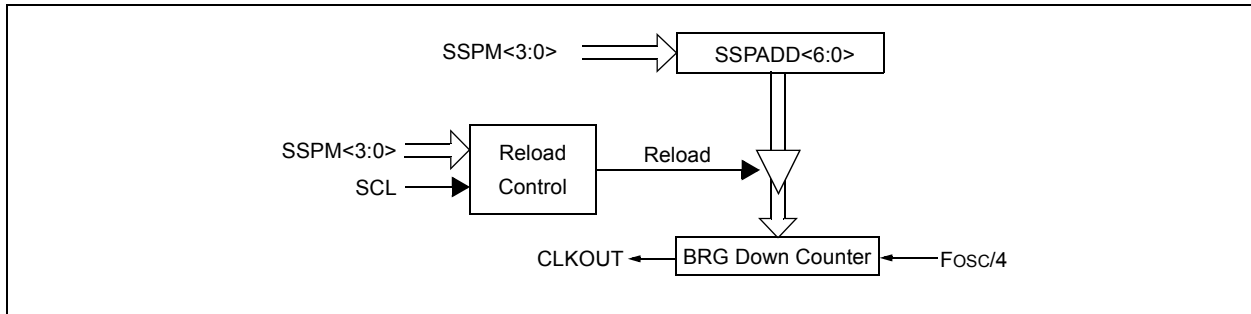 SSPM<3:0>
SSPADD<6:0>
SSPM<3:0>
Reload
Control
Reload
SCL
CLKOUT
BRG Down Counter
FOSC/4